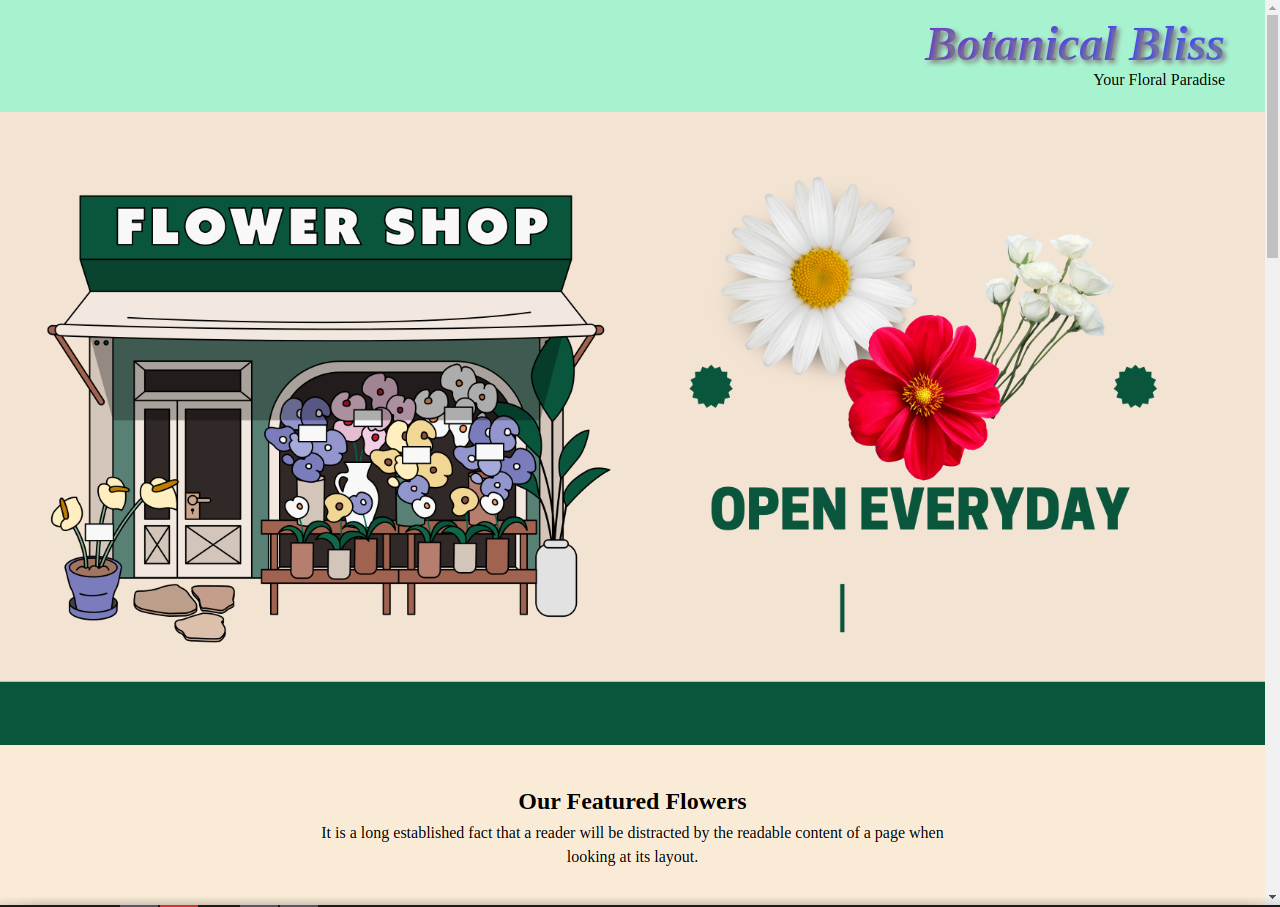 Botanical Bliss
Your Floral Paradise
FLOWER SHOP
OPEN EVERYDAY
Our Featured Flowers
It is a long established fact that a reader will be distracted by the readable content of a page when
looking at its layout.